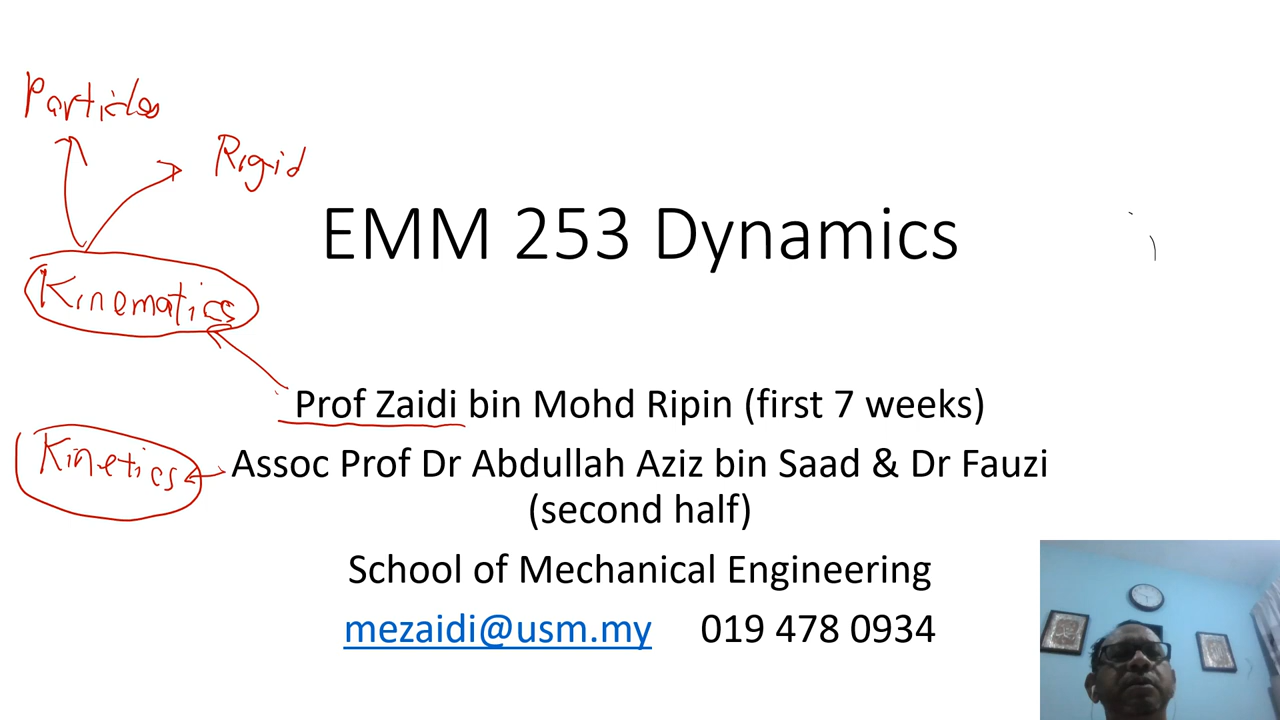 Particles
Rigid
EMM 253 Dynamics
Kinematics
Prof Zaidi bin Mohd Ripin (first 7 weeks)
Kinetics
Assoc Prof Dr Abdullah Aziz bin Saad & Dr Fauzi
(second half)
School of Mechanical Engineering
mezaidi@usm.my 019 478 0934